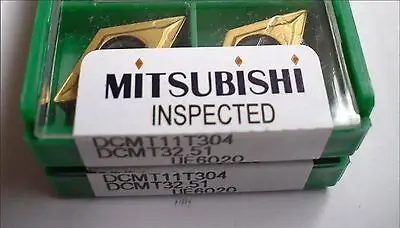 MITSUBISHI
INSPECTED
DCMT11T304
DCMT32.51
UE6020
DCMT11T304
DCMT32.51
UE6020